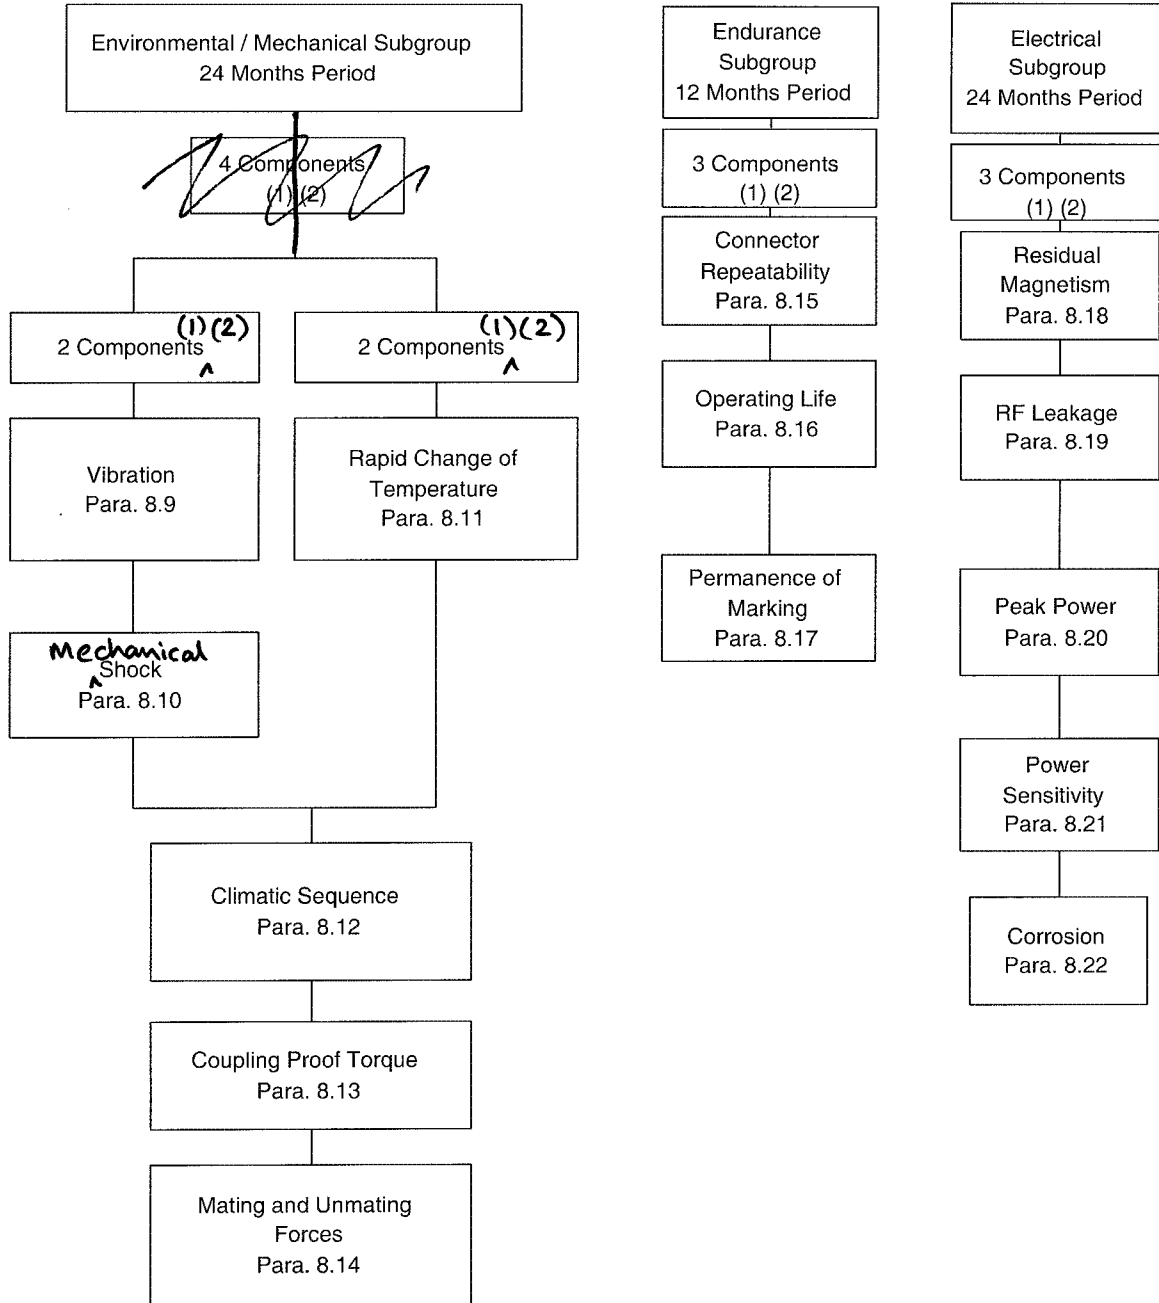 Environmental / Mechanical Subgroup
24 Months Period
4 Components
(1) (2)
(1)(2)
2 Components
^
(1)(2)
2 Components
^
Vibration
Para. 8.9
Rapid Change of
Temperature
Para. 8.11
Mechanical
^ Shock
Para. 8.10
Climatic Sequence
Para. 8.12
Coupling Proof Torque
Para. 8.13
Mating and Unmating
Forces
Para. 8.14
Endurance
Subgroup
12 Months Period
3 Components
(1) (2)
Connector
Repeatability
Para. 8.15
Operating Life
Para. 8.16
Permanence of
Marking
Para. 8.17
Electrical
Subgroup
24 Months Period
3 Components
(1) (2)
Residual
Magnetism
Para. 8.18
RF Leakage
Para. 8.19
Peak Power
Para. 8.20
Power
Sensitivity
Para. 8.21
Corrosion
Para. 8.22